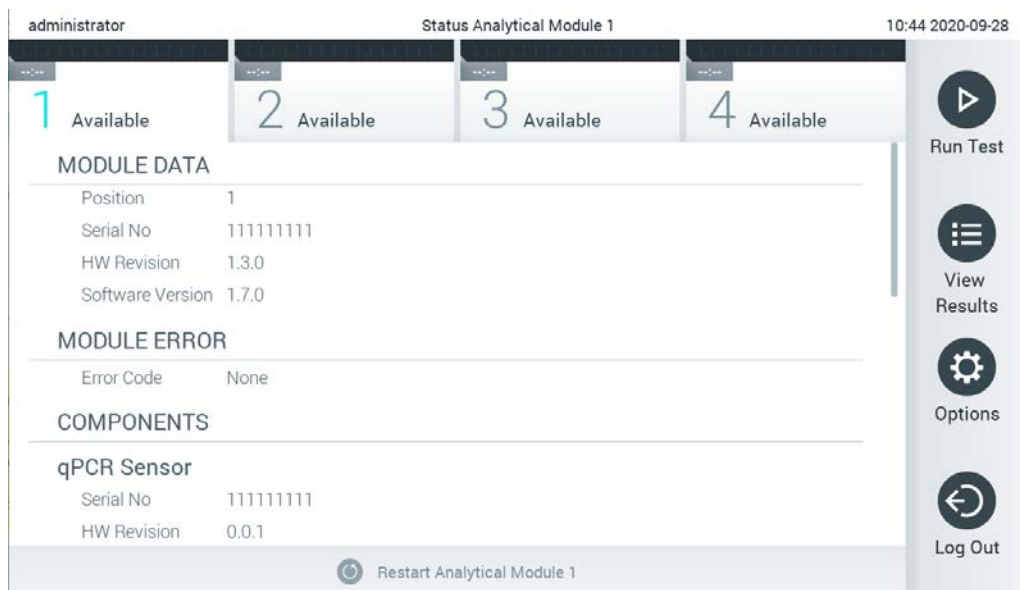 administrator Status Analytical Module 1 10:44 2020-09-28
--:-- --:-- --:-- --:--
1 Available 2 Available 3 Available 4 Available
Run Test
MODULE DATA
Position 1
Serial No 111111111
HW Revision 1.3.0
Software Version 1.7.0
View
Results
MODULE ERROR
Error Code None
Options
COMPONENTS
qPCR Sensor
Serial No 111111111
HW Revision 0.0.1
Log Out
Restart Analytical Module 1